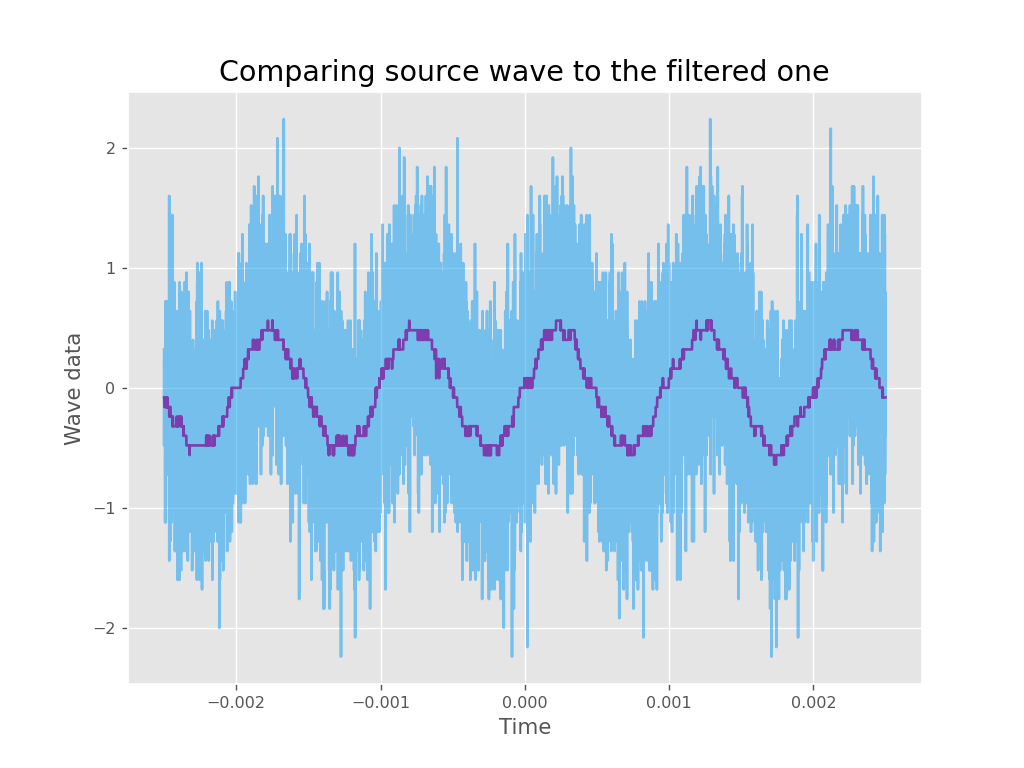 Comparing source wave to the filtered one
2
1
0
−1
−2
Wave data
−0.002 −0.001 0.000 0.001 0.002
Time